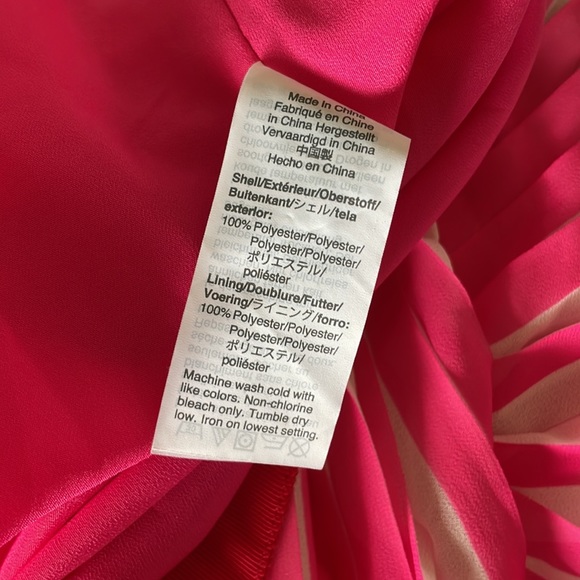 Made in China
Fabriqué en Chine
in China Hergestellt
Vervaardigd in China
中国製
Hecho en China
Shell/Extérieur/Oberstoff/
Buitenkant/シェル/tela
exterior:
100% Polyester/Polyester/
Polyester/Polyester/
ポリエステル/
poliéster
Lining/Doublure/Futter/
Voering/ライニング/forro:
100% Polyester/Polyester/
Polyester/Polyester/
ポリエステル/
poliéster
Machine wash cold with
like colors. Non-chlorine
bleach only. Tumble dry
low. Iron on lowest setting.